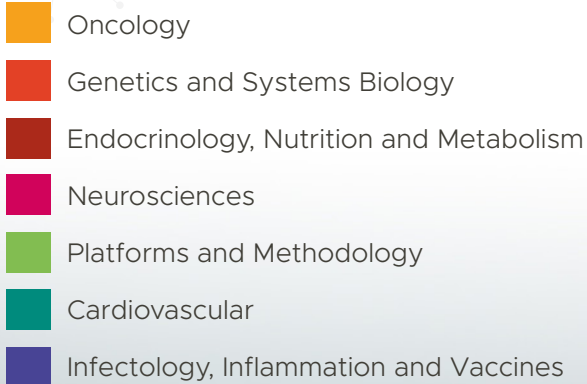 Oncology
Genetics and Systems Biology
Endocrinology, Nutrition and Metabolism
Neurosciences
Platforms and Methodology
Cardiovascular
Infectology, Inflammation and Vaccines